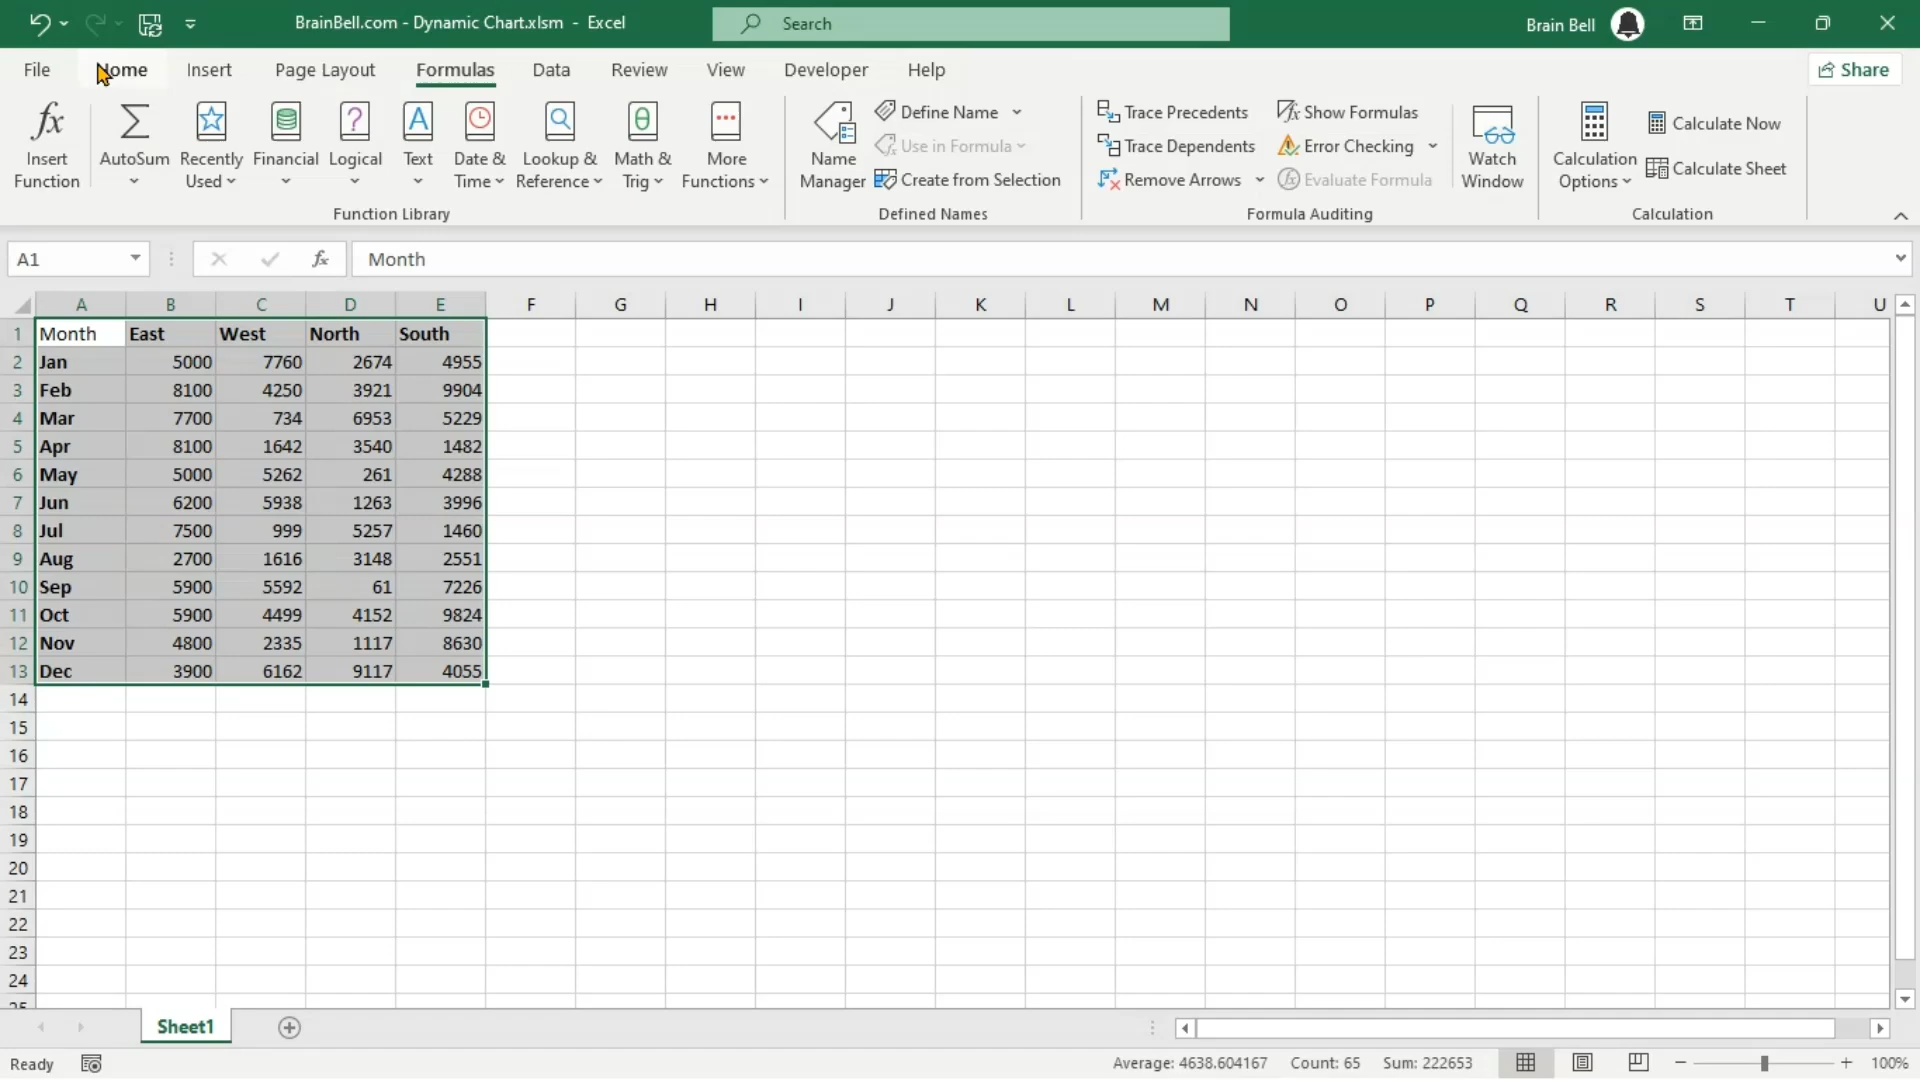 BrainBell.com - Dynamic Chart.xlsm - Excel
Search
Brain Bell
File Home Insert Page Layout Formulas Data Review View Developer Help
Share
Insert Function
AutoSum
Recently Used
Financial
Logical
Text
Date & Time
Lookup & Reference
Math & Trig
More Functions
Function Library
Name Manager
Define Name
Use in Formula
Create from Selection
Defined Names
Trace Precedents
Trace Dependents
Remove Arrows
Show Formulas
Error Checking
Evaluate Formula
Formula Auditing
Watch Window
Calculation Options
Calculate Now
Calculate Sheet
Calculation
A1 fx Month
A B C D E F G H I J K L M N O P Q R S T U
1 Month East West North South
2 Jan 5000 7760 2674 4955
3 Feb 8100 4250 3921 9904
4 Mar 7700 734 6953 5229
5 Apr 8100 1642 3540 1482
6 May 5000 5262 261 4288
7 Jun 6200 5938 1263 3996
8 Jul 7500 999 5257 1460
9 Aug 2700 1616 3148 2551
10 Sep 5900 5592 61 7226
11 Oct 5900 4499 4152 9824
12 Nov 4800 2335 1117 8630
13 Dec 3900 6162 9117 4055
14
15
16
17
18
19
20
21
22
23
24
25
Sheet1
Ready
Average: 4638.604167 Count: 65 Sum: 222653 100%